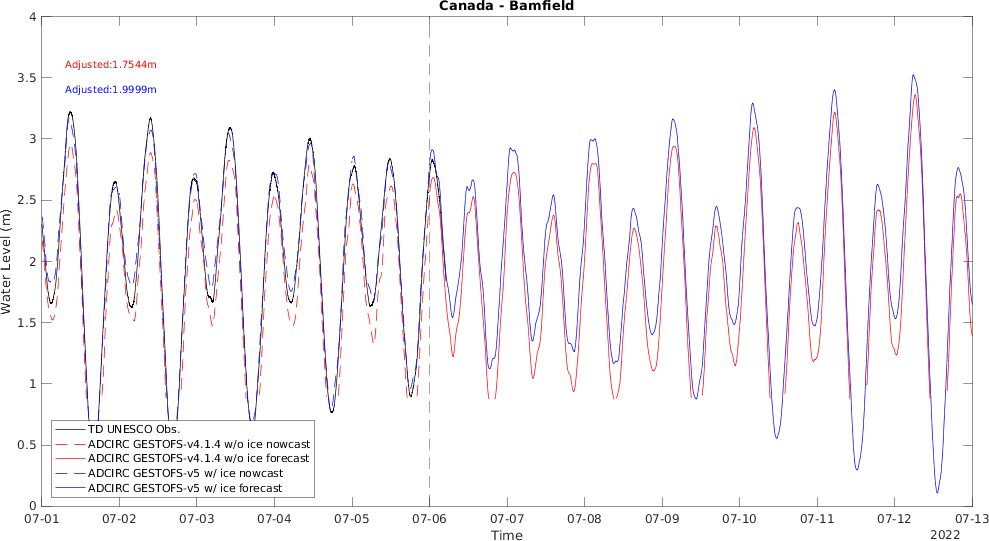 Canada - Bamfield
Adjusted:1.7544m
Adjusted:1.9999m
Water Level (m)
4
3.5
3
2.5
2
1.5
1
0.5
0
TD UNESCO Obs.
ADCIRC GESTOFS-v4.1.4 w/o ice nowcast
ADCIRC GESTOFS-v4.1.4 w/o ice forecast
ADCIRC GESTOFS-v5 w/ ice nowcast
ADCIRC GESTOFS-v5 w/ ice forecast
07-01 07-02 07-03 07-04 07-05 07-06 07-07 07-08 07-09 07-10 07-11 07-12 07-13
Time
2022